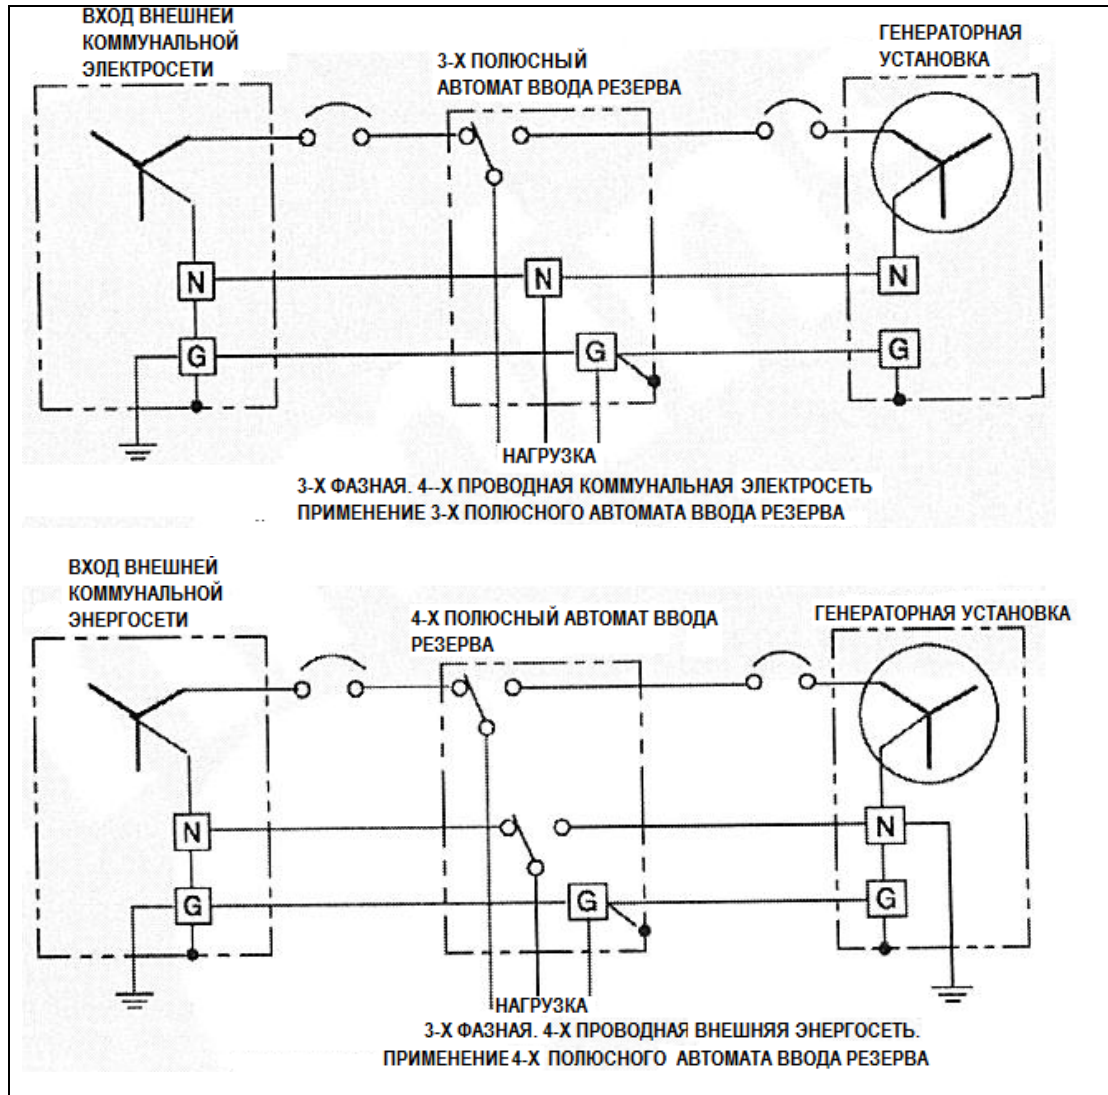 ВХОД ВНЕШНЕЙ
КОММУНАЛЬНОЙ
ЭЛЕКТРОСЕТИ
3-Х ПОЛЮСНЫЙ
АВТОМАТ ВВОДА РЕЗЕРВА
ГЕНЕРАТОРНАЯ
УСТАНОВКА
N
N
N
G
G
G
НАГРУЗКА
3-Х ФАЗНАЯ. 4--Х ПРОВОДНАЯ КОММУНАЛЬНАЯ ЭЛЕКТРОСЕТЬ
ПРИМЕНЕНИЕ 3-Х ПОЛЮСНОГО АВТОМАТА ВВОДА РЕЗЕРВА
ВХОД ВНЕШНЕЙ
КОММУНАЛЬНОЙ
ЭНЕРГОСЕТИ
4-Х ПОЛЮСНЫЙ АВТОМАТ ВВОДА
РЕЗЕРВА
ГЕНЕРАТОРНАЯ УСТАНОВКА
N
N
G
G
G
НАГРУЗКА
3-Х ФАЗНАЯ. 4-Х ПРОВОДНАЯ ВНЕШНЯЯ ЭНЕРГОСЕТЬ.
ПРИМЕНЕНИЕ 4-Х ПОЛЮСНОГО АВТОМАТА ВВОДА РЕЗЕРВА